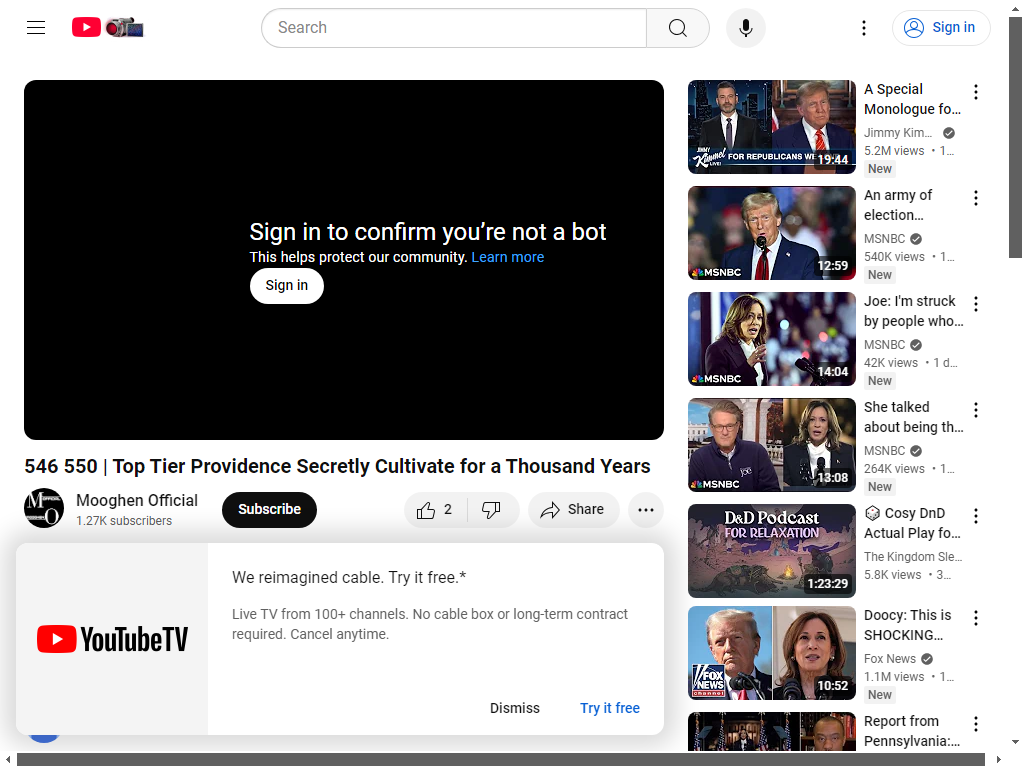 Search
Sign in
Sign in to confirm you’re not a bot
This helps protect our community. Learn more
Sign in
546 550 | Top Tier Providence Secretly Cultivate for a Thousand Years
Mooghen Official
1.27K subscribers
Subscribe
2
Share
We reimagined cable. Try it free.*
Live TV from 100+ channels. No cable box or long-term contract
required. Cancel anytime.
YouTubeTV
Dismiss
Try it free
JIMMY
Kimmel
LIVE!
FOR REPUBLICANS WE
19:44
A Special
Monologue fo...
Jimmy Kim...
5.2M views • 1...
New
MSNBC
12:59
An army of
election...
MSNBC
540K views • 1...
New
MSNBC
14:04
Joe: I'm struck
by people who...
MSNBC
42K views • 1 d...
New
MSNBC
13:08
She talked
about being th...
MSNBC
264K views • 1...
New
D&D Podcast
FOR RELAXATION
1:23:29
Cosy DnD
Actual Play fo...
The Kingdom Sle...
5.8K views • 3...
FOX
NEWS
channel
10:52
Doocy: This is
SHOCKING...
Fox News
1.1M views • 1...
New
Report from
Pennsylvania:...